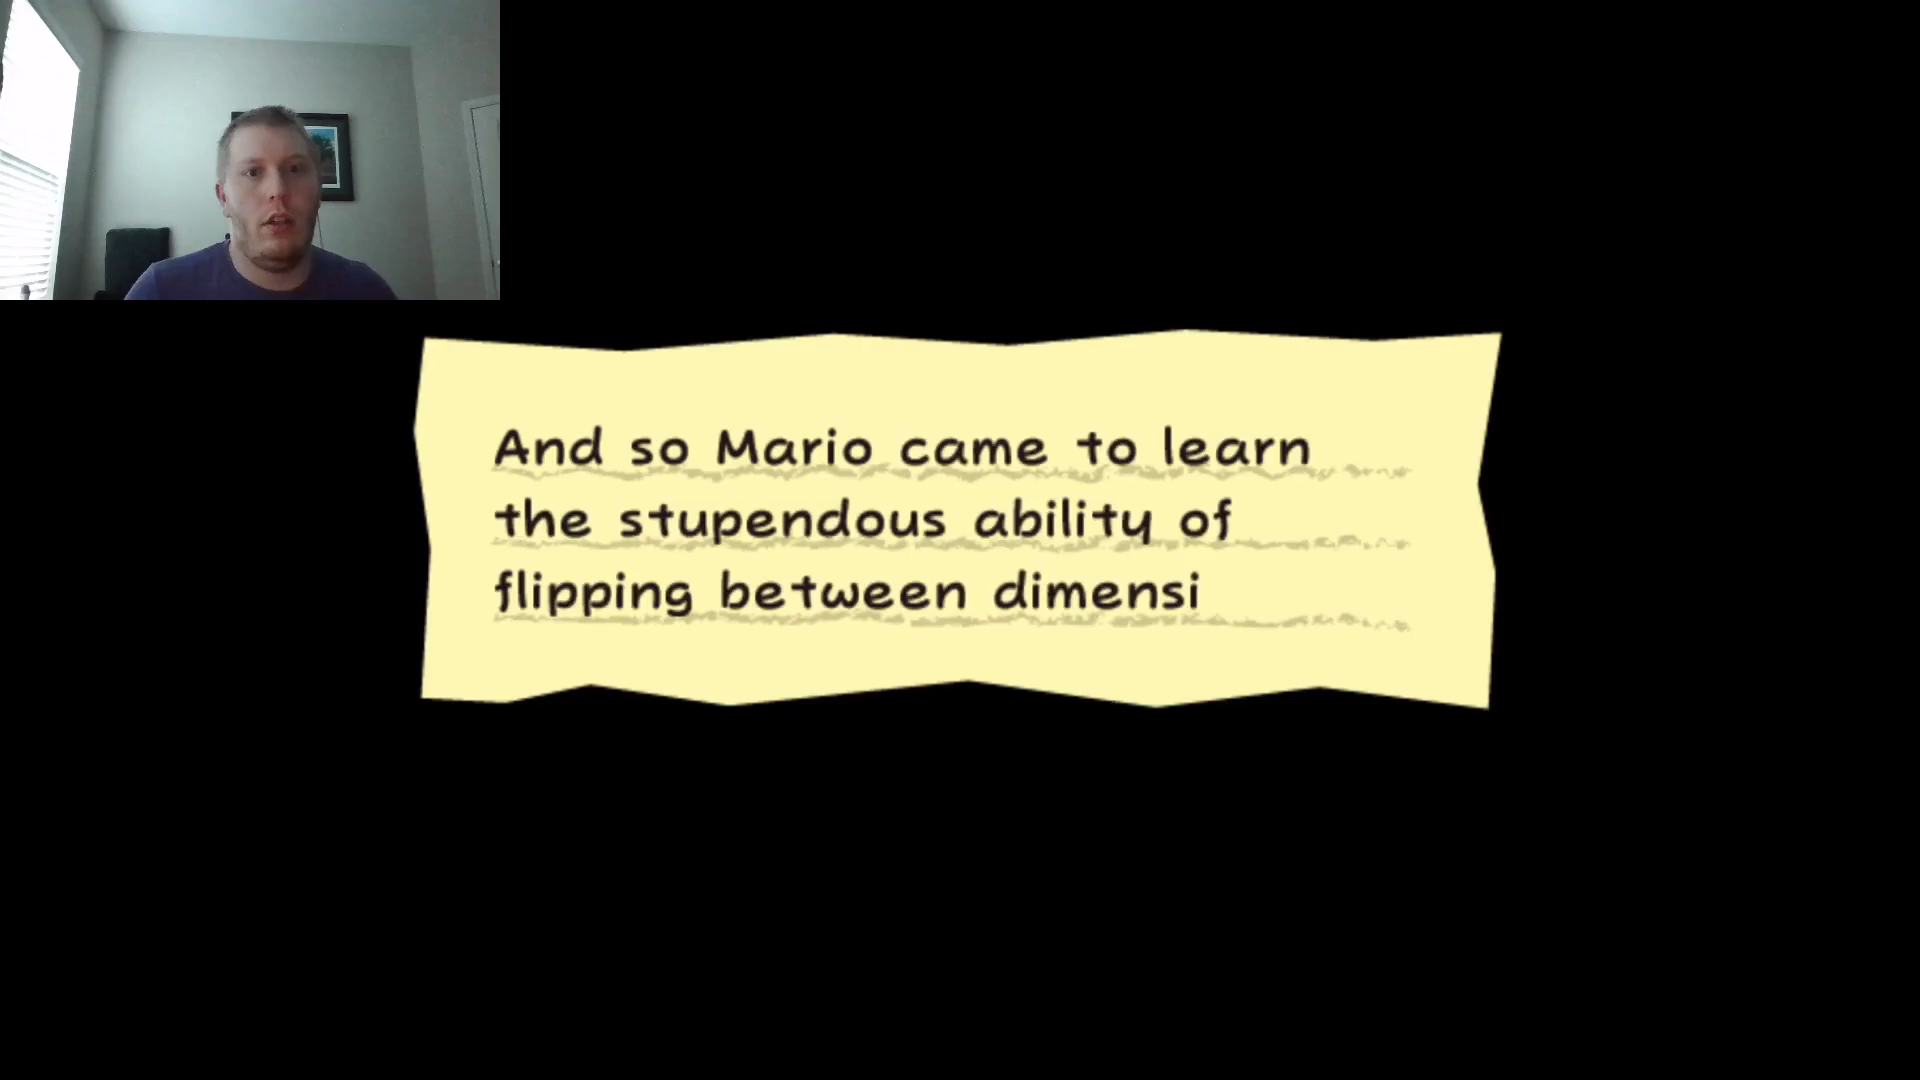 And so Mario came to learn
the stupendous ability of
flipping between dimensi